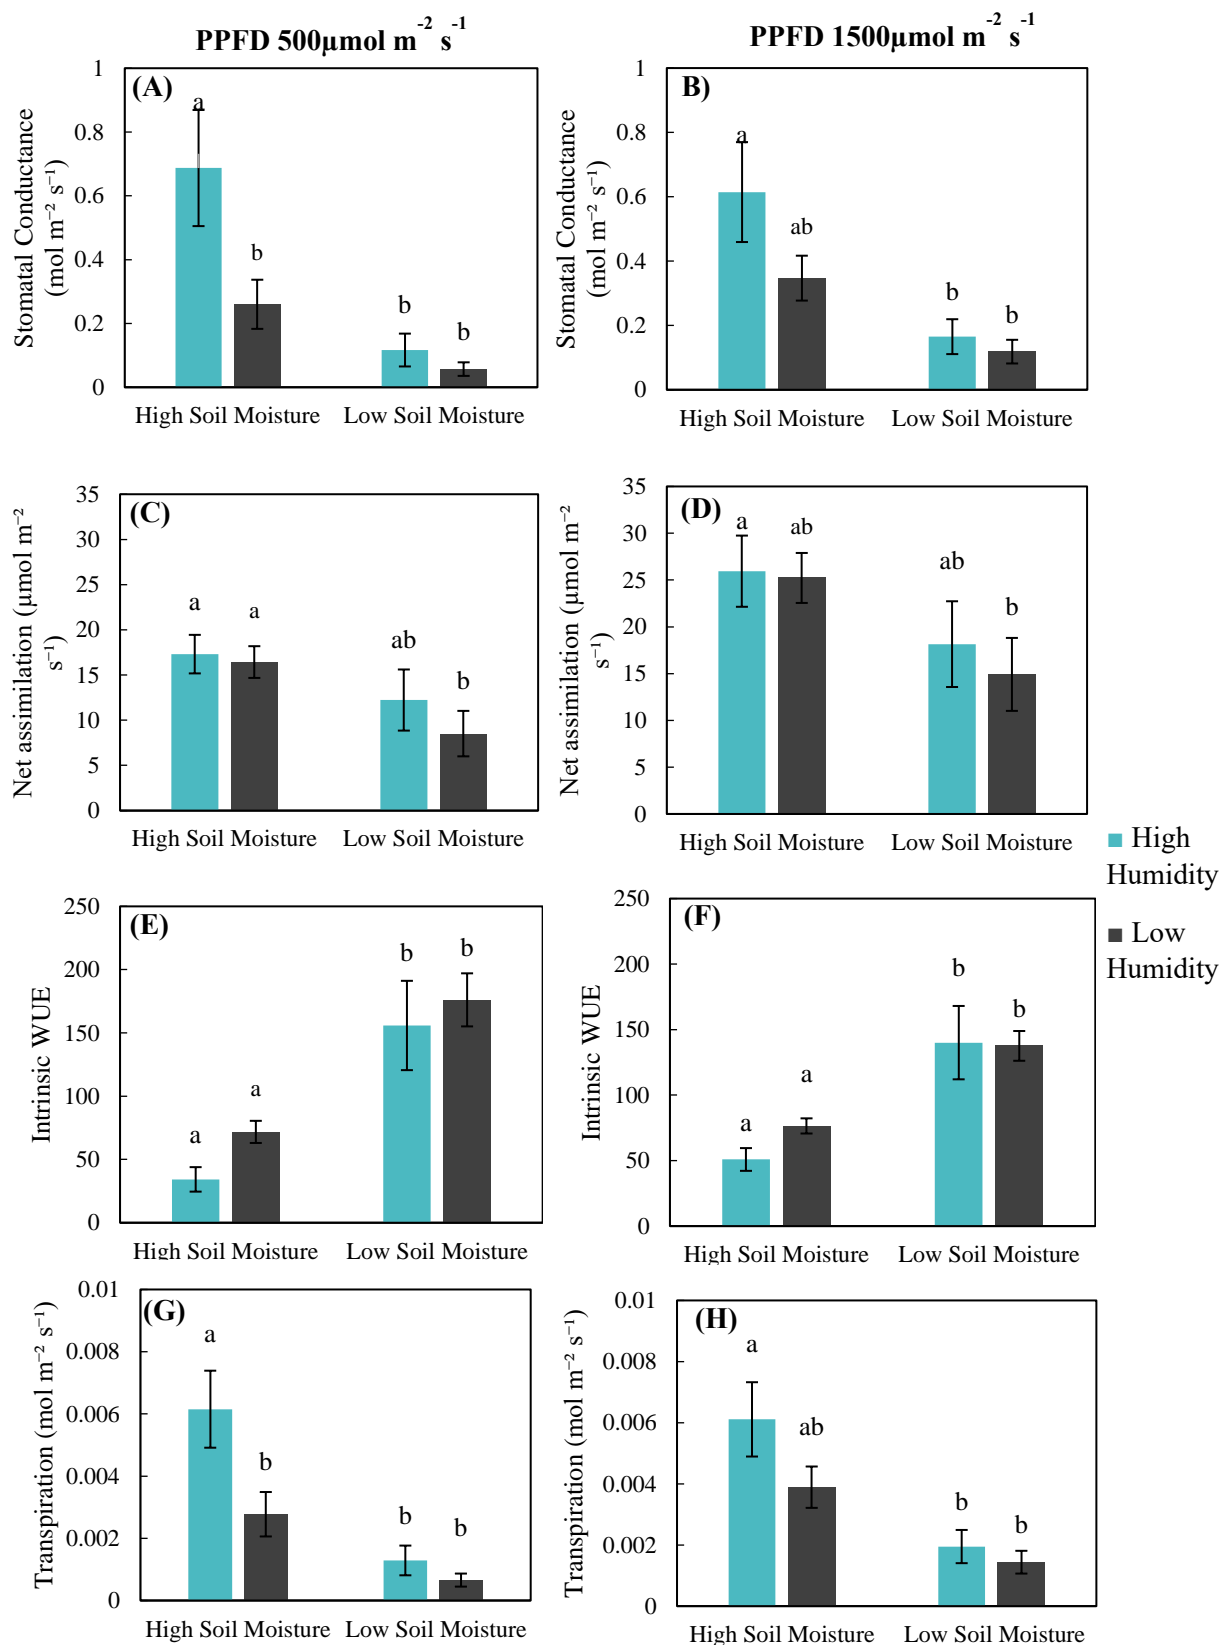 PPFD 500µmol m⁻² s⁻¹
PPFD 1500µmol m⁻² s⁻¹
(A)
Stomatal Conductance
(mol m⁻² s⁻¹)
1
0.8
0.6
0.4
0.2
0
a
b
b
b
High Soil Moisture
Low Soil Moisture
B)
Stomatal Conductance
(mol m⁻² s⁻¹)
1
0.8
0.6
0.4
0.2
0
a
ab
b
b
High Soil Moisture
Low Soil Moisture
(C)
Net assimilation (µmol m⁻²
s⁻¹)
35
30
25
20
15
10
5
0
a
a
ab
b
High Soil Moisture
Low Soil Moisture
(D)
Net assimilation (µmol m⁻²
s⁻¹)
35
30
25
20
15
10
5
0
a
ab
ab
b
High Soil Moisture
Low Soil Moisture
High
Humidity
Low
Humidity
(E)
Intrinsic WUE
250
200
150
100
50
0
a
a
b
b
High Soil Moisture
Low Soil Moisture
(F)
Intrinsic WUE
250
200
150
100
50
0
a
a
b
b
High Soil Moisture
Low Soil Moisture
(G)
Transpiration (mol m⁻² s⁻¹)
0.01
0.008
0.006
0.004
0.002
0
a
b
b
b
High Soil Moisture
Low Soil Moisture
(H)
Transpiration (mol m⁻² s⁻¹)
0.01
0.008
0.006
0.004
0.002
0
a
ab
b
b
High Soil Moisture
Low Soil Moisture